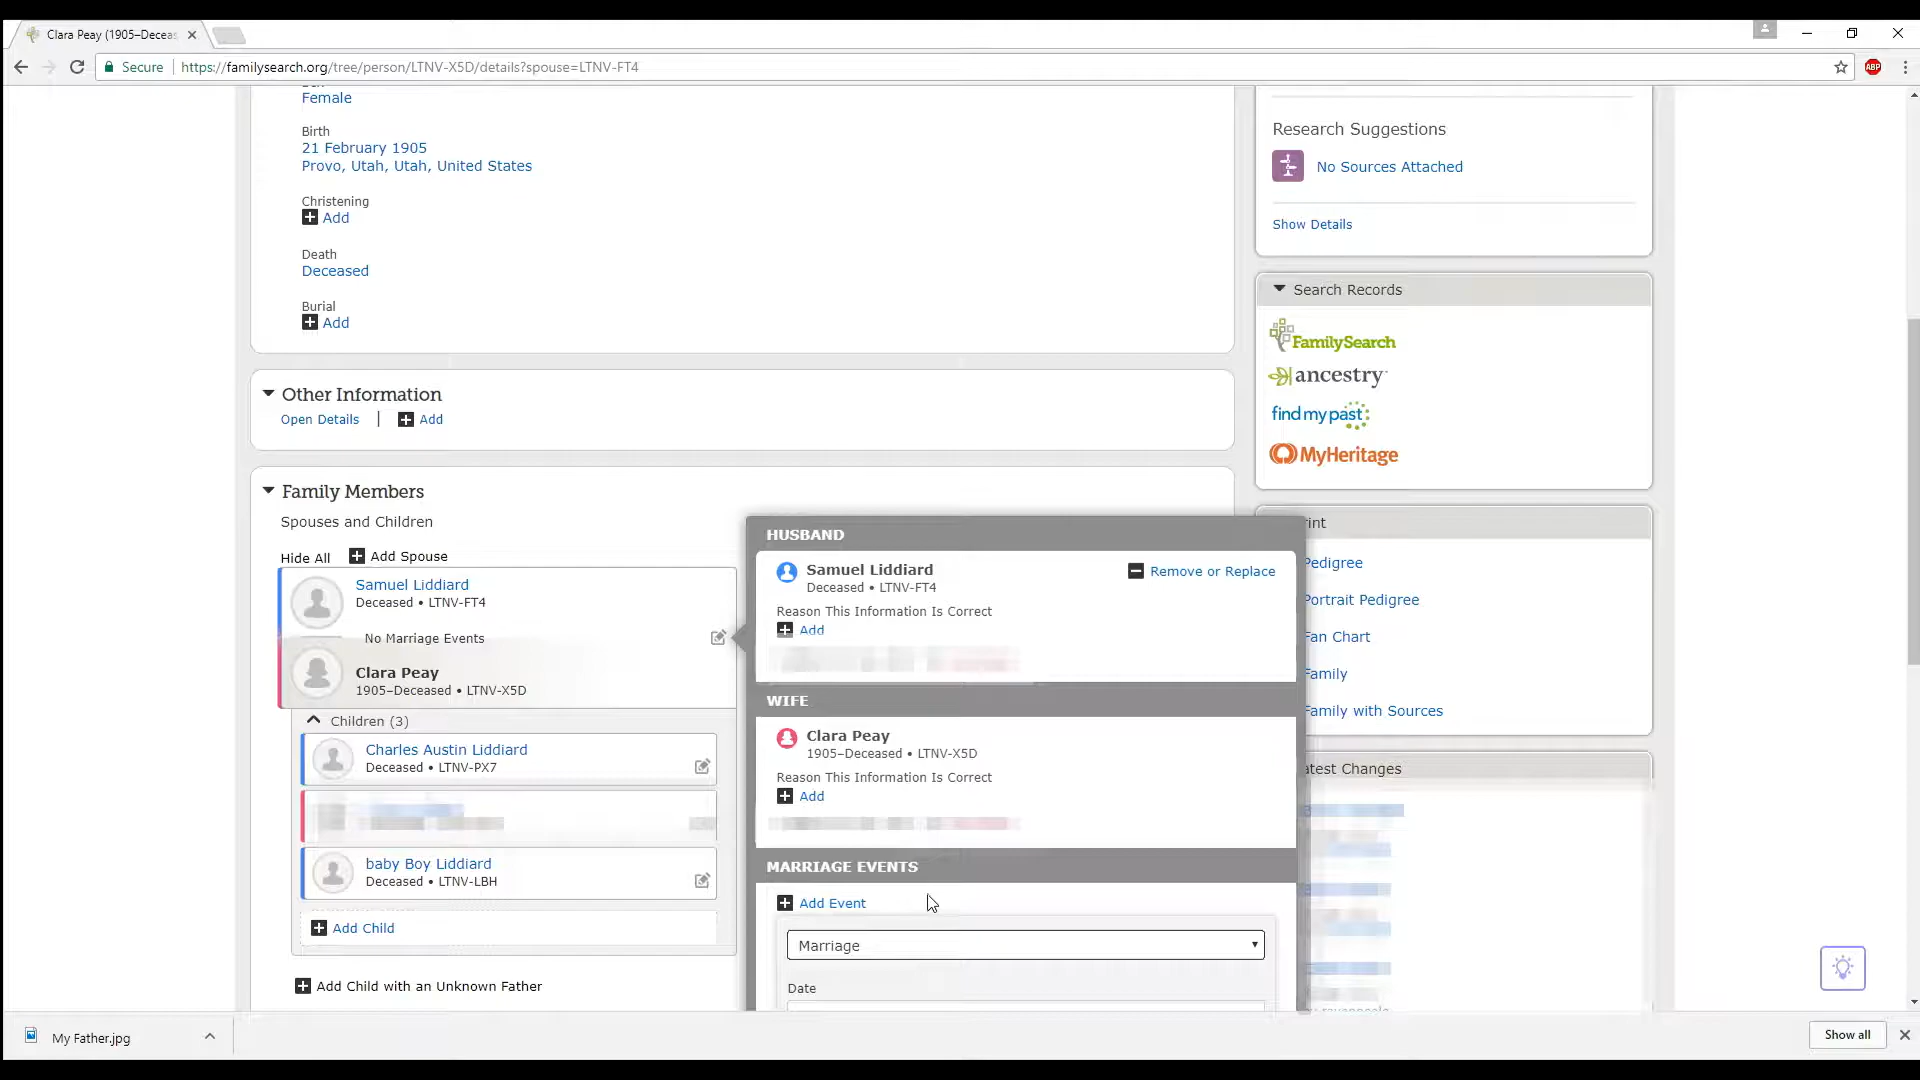 Clara Peay (1905–Deceas
Secure
https://familysearch.org/tree/person/LTNV-X5D/details?spouse=LTNV-FT4
ABP
Female
Birth
21 February 1905
Provo, Utah, Utah, United States
Christening
Add
Death
Deceased
Burial
Add
Other Information
Open Details | Add
Family Members
Spouses and Children
Hide All Add Spouse
Samuel Liddiard
Deceased • LTNV-FT4
No Marriage Events
Clara Peay
1905–Deceased • LTNV-X5D
Children (3)
Charles Austin Liddiard
Deceased • LTNV-PX7
baby Boy Liddiard
Deceased • LTNV-LBH
Add Child
Add Child with an Unknown Father
HUSBAND
Samuel Liddiard
Deceased • LTNV-FT4
Remove or Replace
Reason This Information Is Correct
Add
WIFE
Clara Peay
1905–Deceased • LTNV-X5D
Reason This Information Is Correct
Add
MARRIAGE EVENTS
Add Event
Marriage
Date
Research Suggestions
No Sources Attached
Show Details
Search Records
FamilySearch
ancestry
findmypast
MyHeritage
int
Pedigree
Portrait Pedigree
Fan Chart
Family
Family with Sources
atest Changes
My Father.jpg
Show all